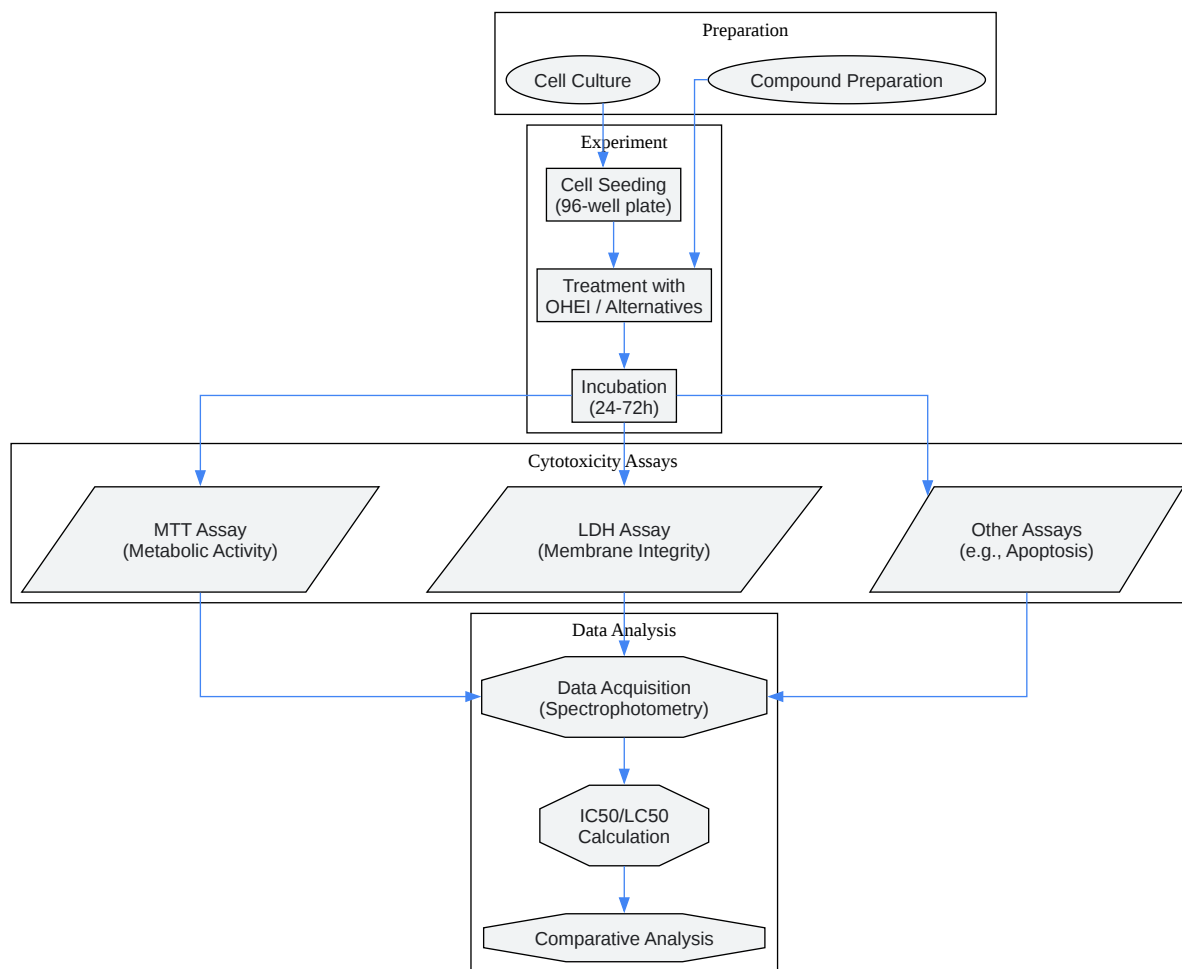 Preparation
Cell Culture
Compound Preparation
Experiment
Cell Seeding
(96-well plate)
Treatment with
OHEI / Alternatives
Incubation
(24-72h)
Cytotoxicity Assays
MTT Assay
(Metabolic Activity)
LDH Assay
(Membrane Integrity)
Other Assays
(e.g., Apoptosis)
Data Analysis
Data Acquisition
(Spectrophotometry)
IC50/LC50
Calculation
Comparative Analysis